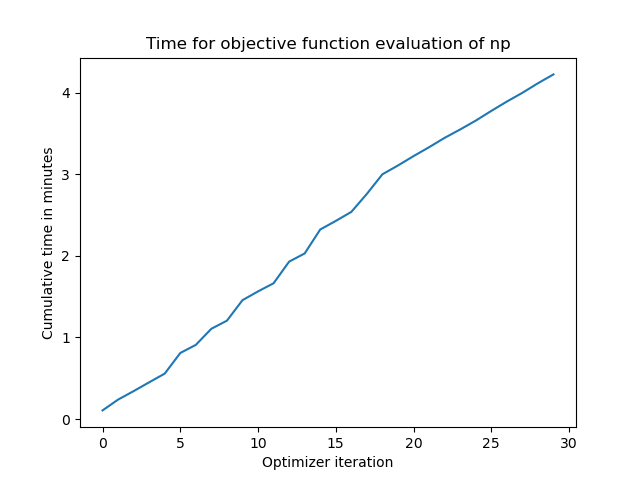 Time for objective function evaluation of np
Cumulative time in minutes
4
3
2
1
0
0 5 10 15 20 25 30
Optimizer iteration